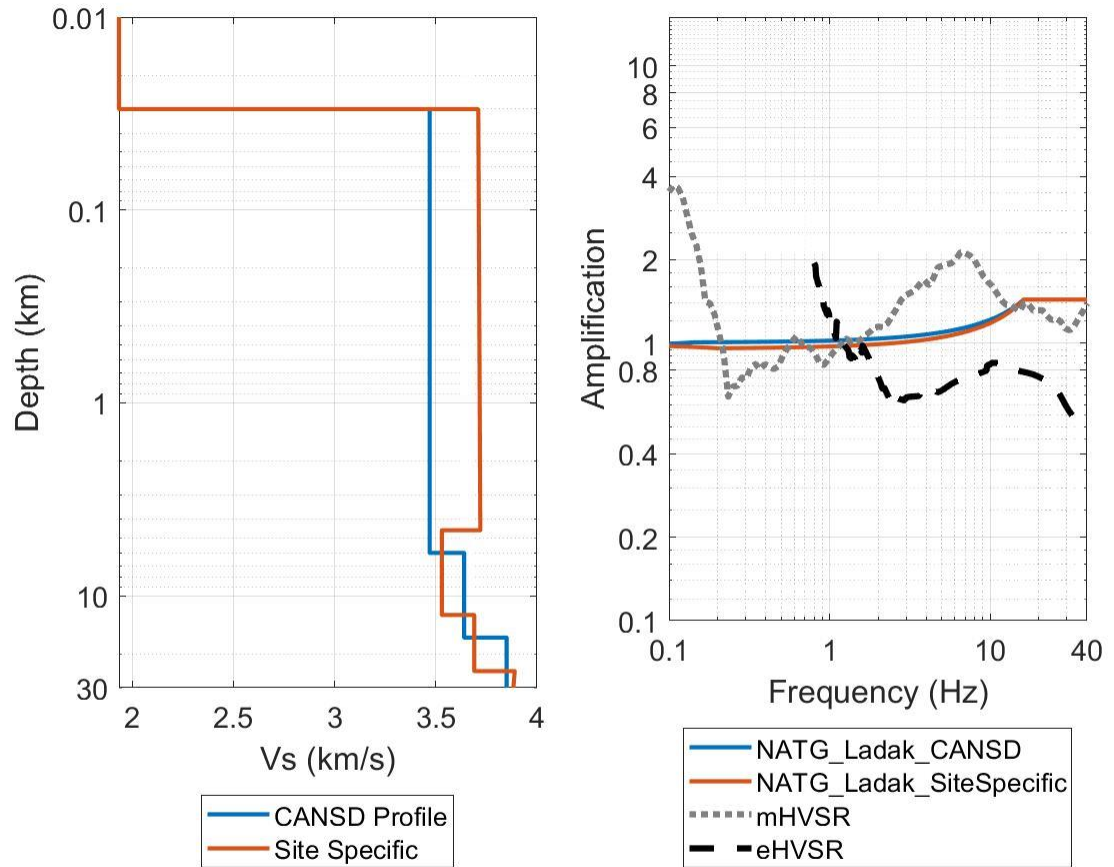 0.01
0.1
1
10
30
Depth (km)
2
2.5
3
3.5
4
Vs (km/s)
CANSD Profile
Site Specific
10
8
6
4
2
1
0.8
0.4
0.2
0.1
Amplification
0.1
1
10
40
Frequency (Hz)
NATG_Ladak_CANSD
NATG_Ladak_SiteSpecific
mHVSR
eHVSR